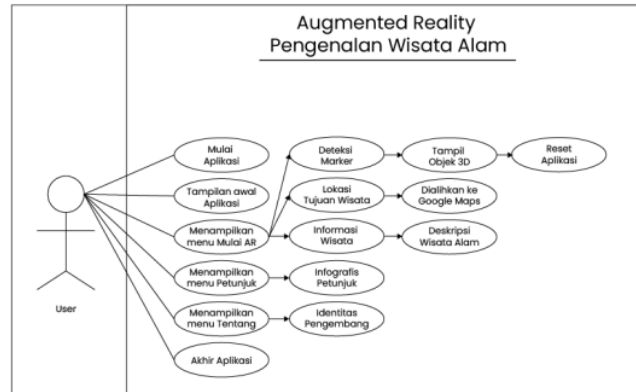 Augmented Reality
Pengenalan Wisata Alam
Mulai
Aplikasi
Deteksi
Marker
Tampil
Objek 3D
Reset
Aplikasi
Tampilan awal
Aplikasi
Lokasi
Tujuan Wisata
Dialihkan ke
Google Maps
Menampilkan
menu Mulai AR
Informasi
Wisata
Deskripsi
Wisata Alam
Menampilkan
menu Petunjuk
Infografis
Petunjuk
Menampilkan
menu Tentang
Identitas
Pengembang
Akhir Aplikasi
User